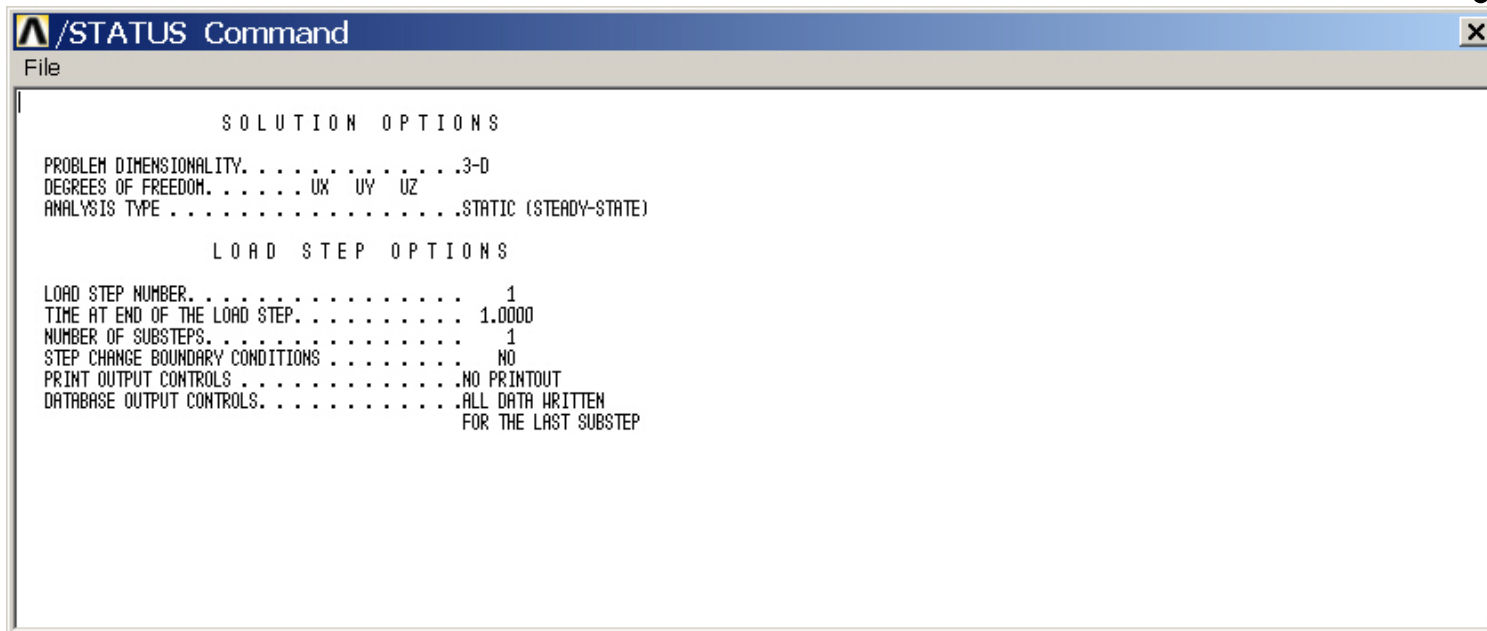 /STATUS Command
File
SOLUTION OPTIONS
PROBLEM DIMENSIONALITY. . . . . . . . . . . . .3-D
DEGREES OF FREEDOM. . . . . . UX UY UZ
ANALYSIS TYPE . . . . . . . . . . . . . . . . .STATIC (STEADY-STATE)
LOAD STEP OPTIONS
LOAD STEP NUMBER. . . . . . . . . . . . . . . . 1
TIME AT END OF THE LOAD STEP. . . . . . . . . . 1.0000
NUMBER OF SUBSTEPS. . . . . . . . . . . . . . . 1
STEP CHANGE BOUNDARY CONDITIONS . . . . . . . . NO
PRINT OUTPUT CONTROLS . . . . . . . . . . . . .NO PRINTOUT
DATABASE OUTPUT CONTROLS. . . . . . . . . . . .ALL DATA WRITTEN
FOR THE LAST SUBSTEP